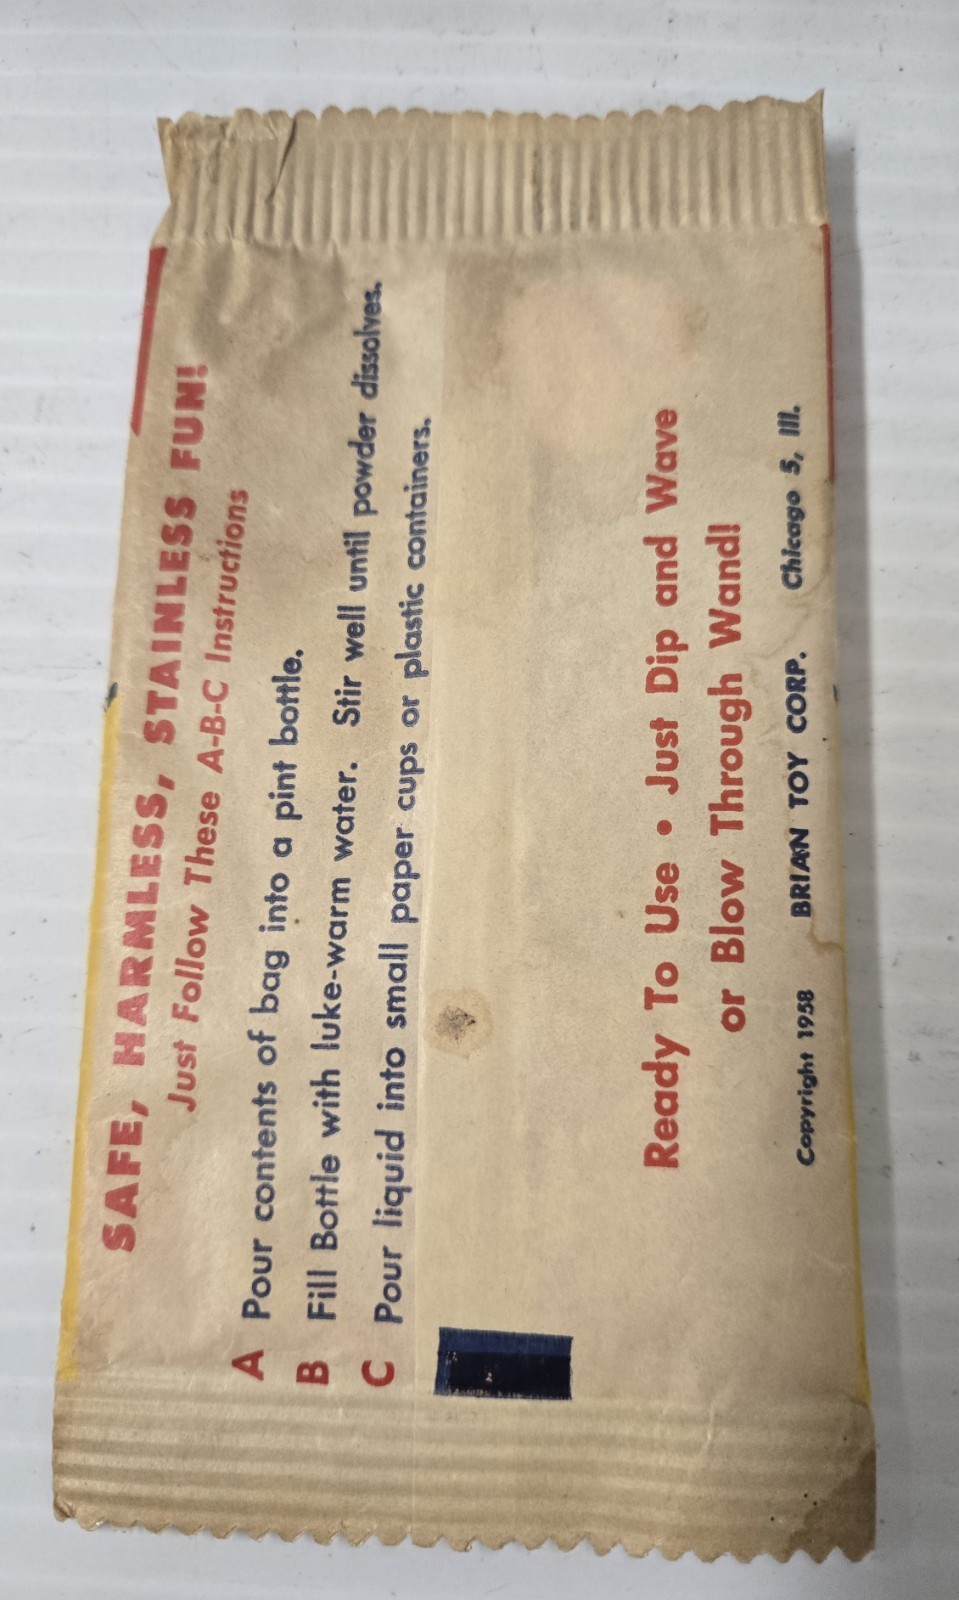 SAFE, HARMLESS, STAINLESS FUN!
Just Follow These A-B-C Instructions
A Pour contents of bag into a pint bottle.
B Fill Bottle with luke-warm water. Stir well until powder dissolves.
C Pour liquid into small paper cups or plastic containers.
Ready To Use • Just Dip and Wave
or Blow Through Wand!
Copyright 1958 BRIAN TOY CORP. Chicago 5, Ill.